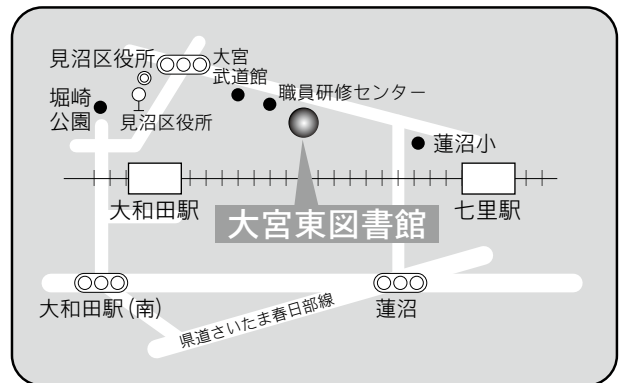 見沼区役所
大宮
武道館
職員研修センター
堀崎
公園
見沼区役所
蓮沼小
大和田駅
大宮東図書館
七里駅
大和田駅(南)
県道さいたま春日部線
蓮沼